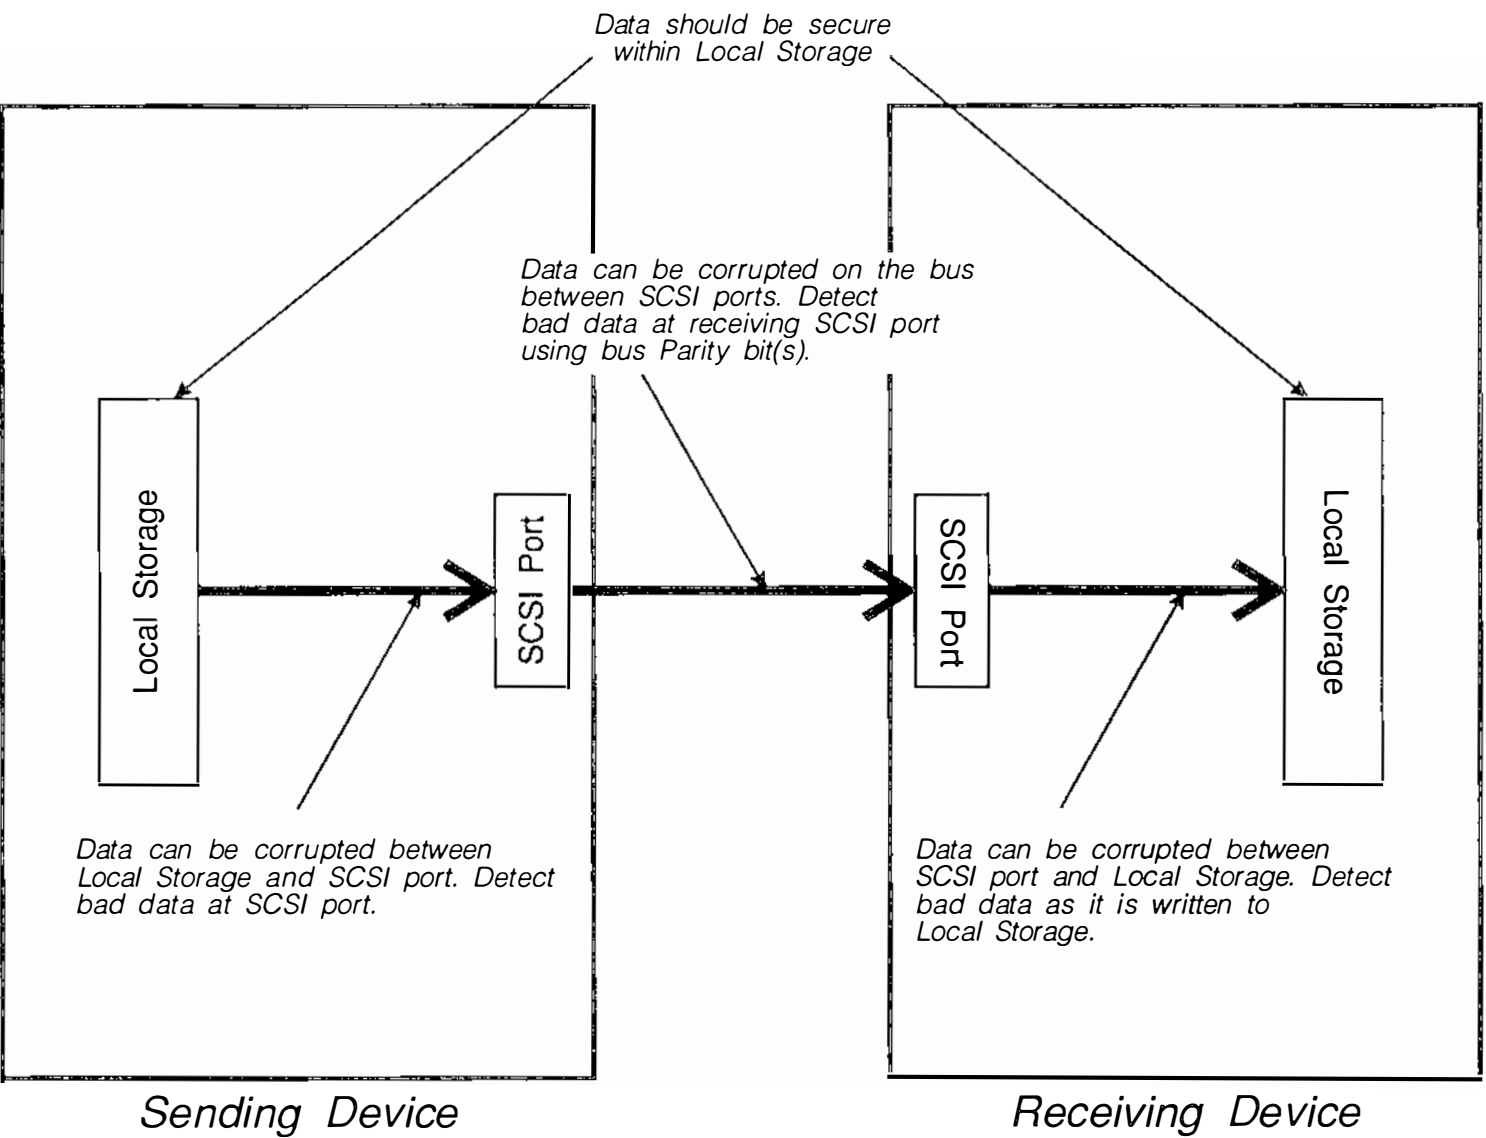 Data should be secure
within Local Storage
Data can be corrupted on the bus
between SCSI ports. Detect
bad data at receiving SCSI port
using bus Parity bit(s).
Local Storage
SCSI Port
SCSI Port
Local Storage
Data can be corrupted between
Local Storage and SCSI port. Detect
bad data at SCSI port.
Data can be corrupted between
SCSI port and Local Storage. Detect
bad data as it is written to
Local Storage.
Sending Device
Receiving Device